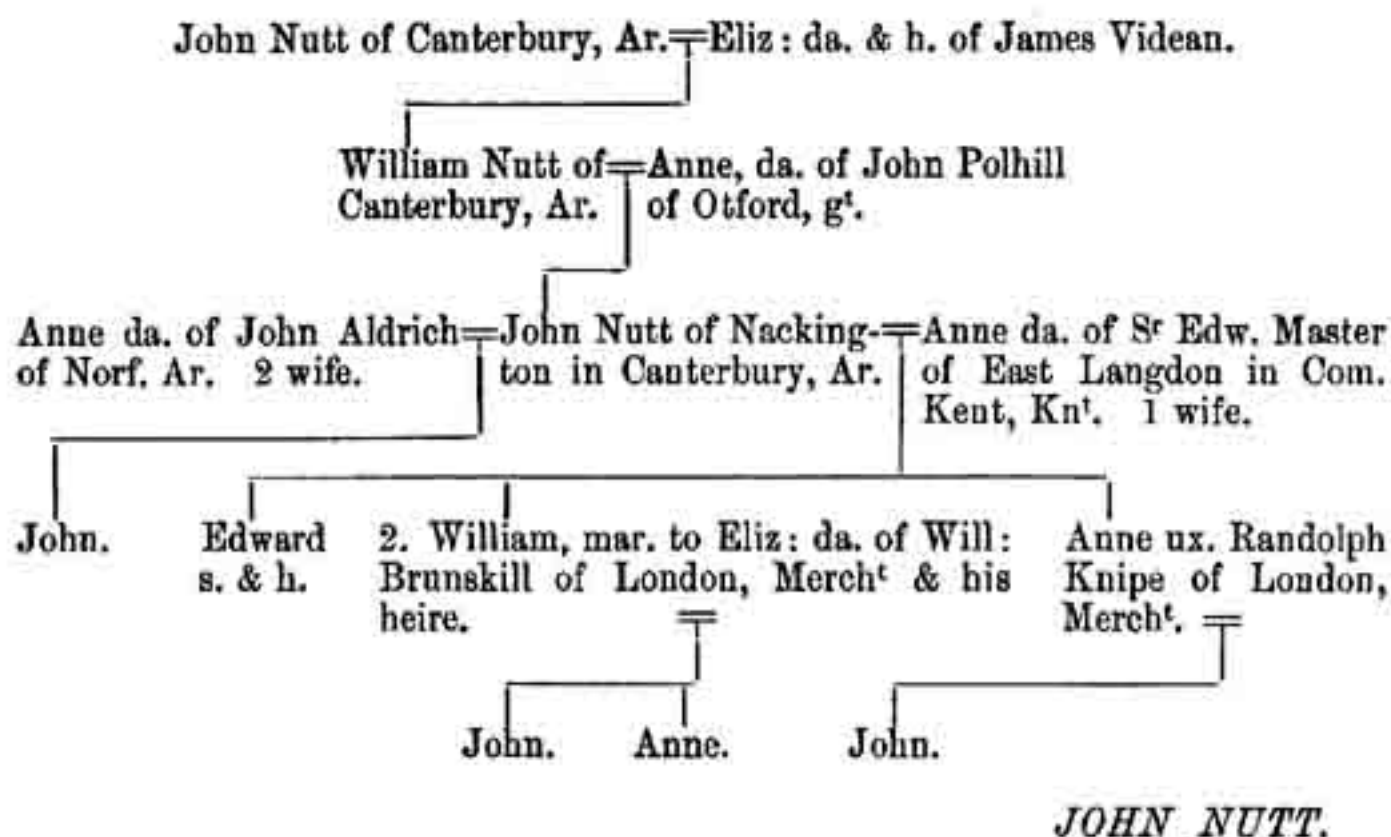 John Nutt of Canterbury, Ar.=Eliz: da. & h. of James Videan.
William Nutt of=Anne, da. of John Polhill
Canterbury, Ar. of Otford, gᵗ.
Anne da. of John Aldrich=John Nutt of Nacking-=Anne da. of Sʳ Edw. Master
of Norf. Ar. 2 wife. ton in Canterbury, Ar. of East Langdon in Com.
Kent, Knᵗ. 1 wife.
John. Edward 2. William, mar. to Eliz: da. of Will: Anne ux. Randolph
s. & h. Brunskill of London, Merchᵗ & his Knipe of London,
heire. Merchᵗ.
John. Anne. John.
JOHN NUTT.